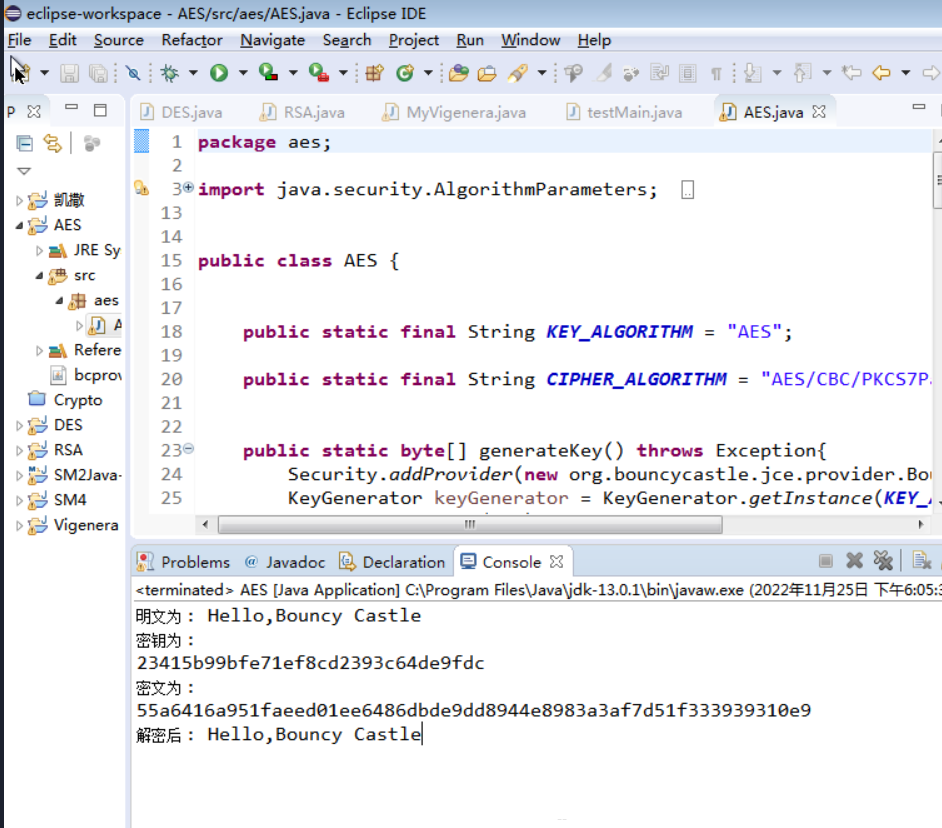 eclipse-workspace - AES/src/aes/AES.java - Eclipse IDE
File Edit Source Refactor Navigate Search Project Run Window Help
P
DES.java RSA.java MyVigenera.java testMain.java AES.java
凯撒
AES
JRE Sy
src
aes
A
Refere
bcprov
Crypto
DES
RSA
SM2Java-
SM4
Vigenera
1 package aes;
2
3 import java.security.AlgorithmParameters;
13
14
15 public class AES {
16
17
18 public static final String KEY_ALGORITHM = "AES";
19
20 public static final String CIPHER_ALGORITHM = "AES/CBC/PKCS7P
21
22
23 public static byte[] generateKey() throws Exception{
24 Security.addProvider(new org.bouncycastle.jce.provider.Bou
25 KeyGenerator keyGenerator = KeyGenerator.getInstance(KEY_A
Problems Javadoc Declaration Console
<terminated> AES [Java Application] C:\Program Files\Java\jdk-13.0.1\bin\javaw.exe (2022年11月25日 下午6:05:3
明文为：Hello,Bouncy Castle
密钥为：
23415b99bfe71ef8cd2393c64de9fdc
密文为：
55a6416a951faeed01ee6486dbde9dd8944e8983a3af7d51f333939310e9
解密后：Hello,Bouncy Castle